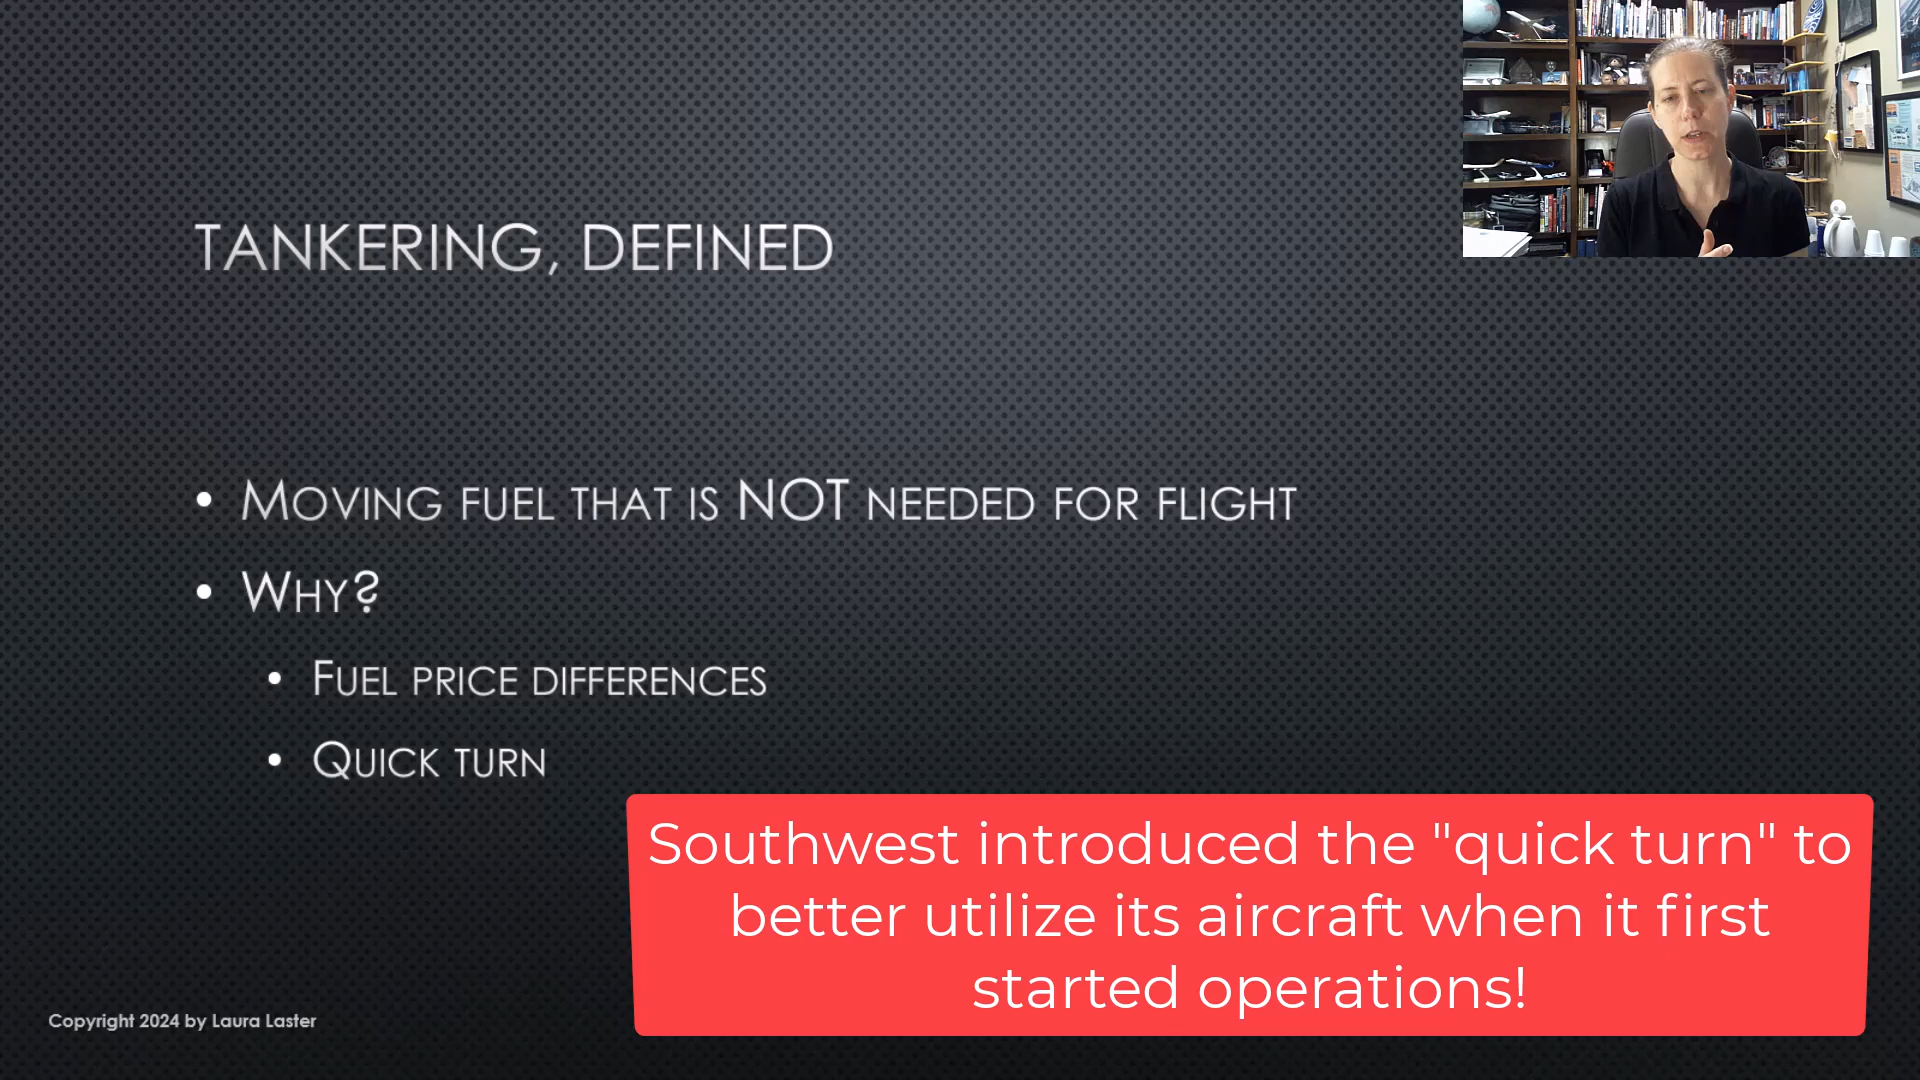 TANKERING, DEFINED
• MOVING FUEL THAT IS NOT NEEDED FOR FLIGHT
• WHY?
• FUEL PRICE DIFFERENCES
• QUICK TURN
Southwest introduced the "quick turn" to
better utilize its aircraft when it first
started operations!
Copyright 2024 by Laura Laster